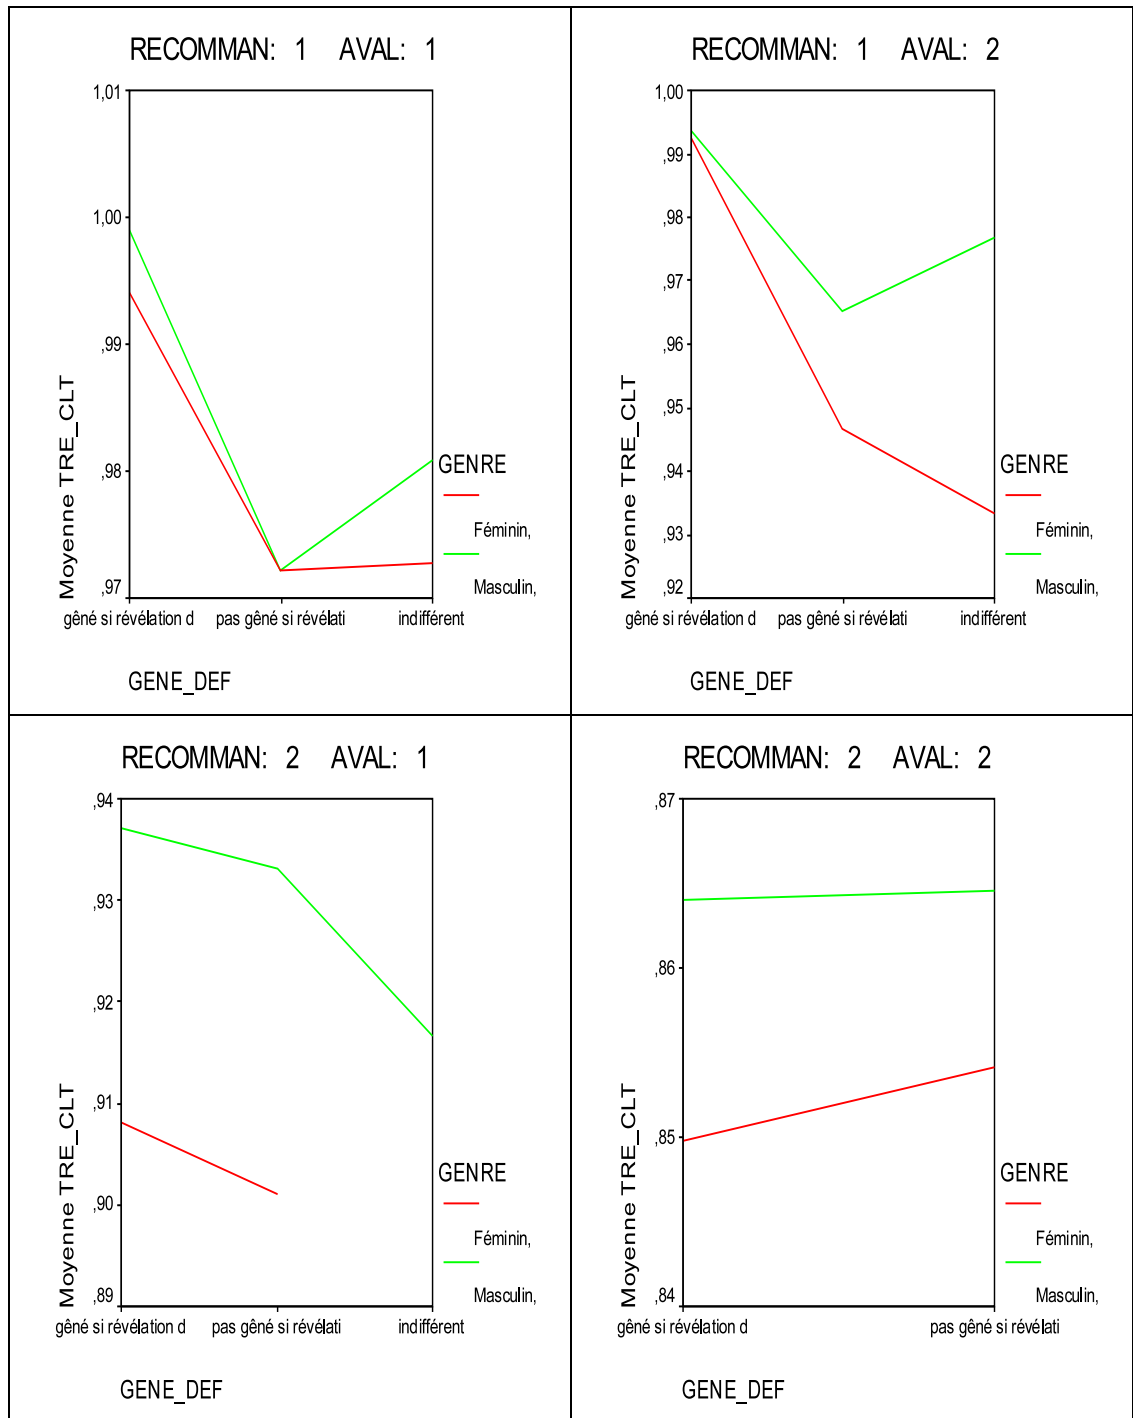 RECOMMAN: 1 AVAL: 1
1,01
1,00
,99
,98
,97
Moyenne TRE_CLT
gêné si révélation d
pas gêné si révélati
indifférent
GENE_DEF
GENRE
Féminin,
Masculin,
RECOMMAN: 1 AVAL: 2
1,00
,99
,98
,97
,96
,95
,94
,93
,92
Moyenne TRE_CLT
gêné si révélation d
pas gêné si révélati
indifférent
GENE_DEF
GENRE
Féminin,
Masculin,
RECOMMAN: 2 AVAL: 1
,94
,93
,92
,91
,90
,89
Moyenne TRE_CLT
gêné si révélation d
pas gêné si révélati
indifférent
GENE_DEF
GENRE
Féminin,
Masculin,
RECOMMAN: 2 AVAL: 2
,87
,86
,85
,84
Moyenne TRE_CLT
gêné si révélation d
pas gêné si révélati
GENE_DEF
GENRE
Féminin,
Masculin,